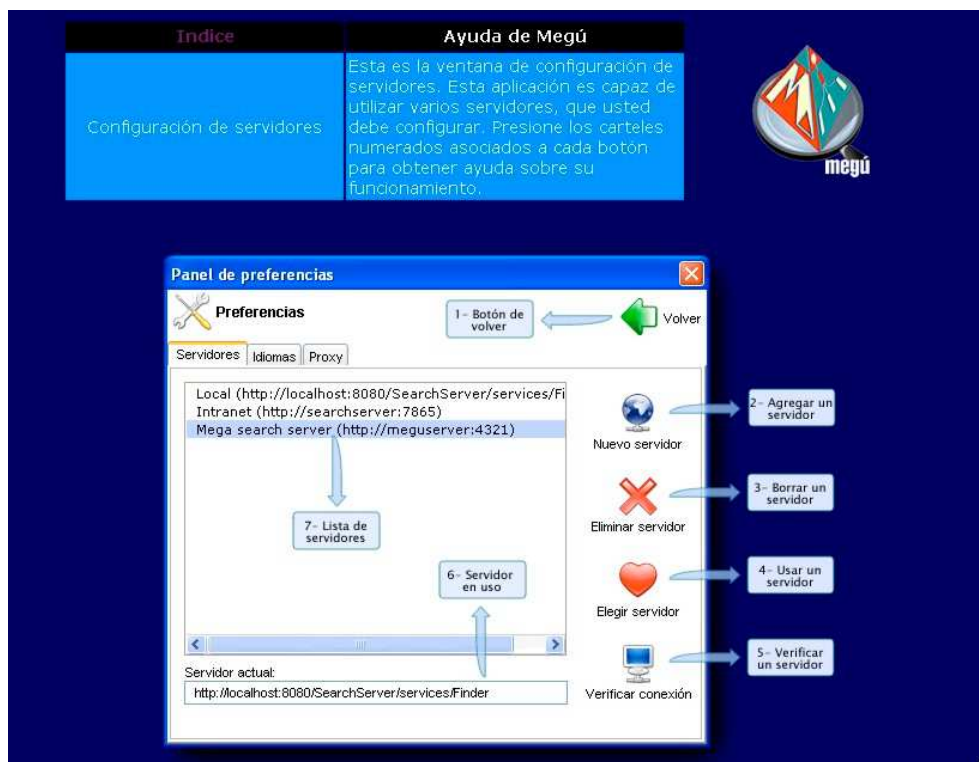 Indice
Ayuda de Megú
Configuración de servidores
Esta es la ventana de configuración de
servidores. Esta aplicación es capaz de
utilizar varios servidores, que usted
debe configurar. Presione los carteles
numerados asociados a cada botón
para obtener ayuda sobre su
funcionamiento.
megú
Panel de preferencias
Preferencias
1- Botón de
volver
Volver
Servidores
Idiomas
Proxy
Local (http://localhost:8080/SearchServer/services/Fi
Intranet (http://searchserver:7865)
Mega search server (http://meguserver:4321)
Nuevo servidor
2- Agregar un
servidor
Eliminar servidor
3- Borrar un
servidor
7- Lista de
servidores
6- Servidor
en uso
Elegir servidor
4- Usar un
servidor
Servidor actual:
http://localhost:8080/SearchServer/services/Finder
Verificar conexión
5- Verificar
un servidor